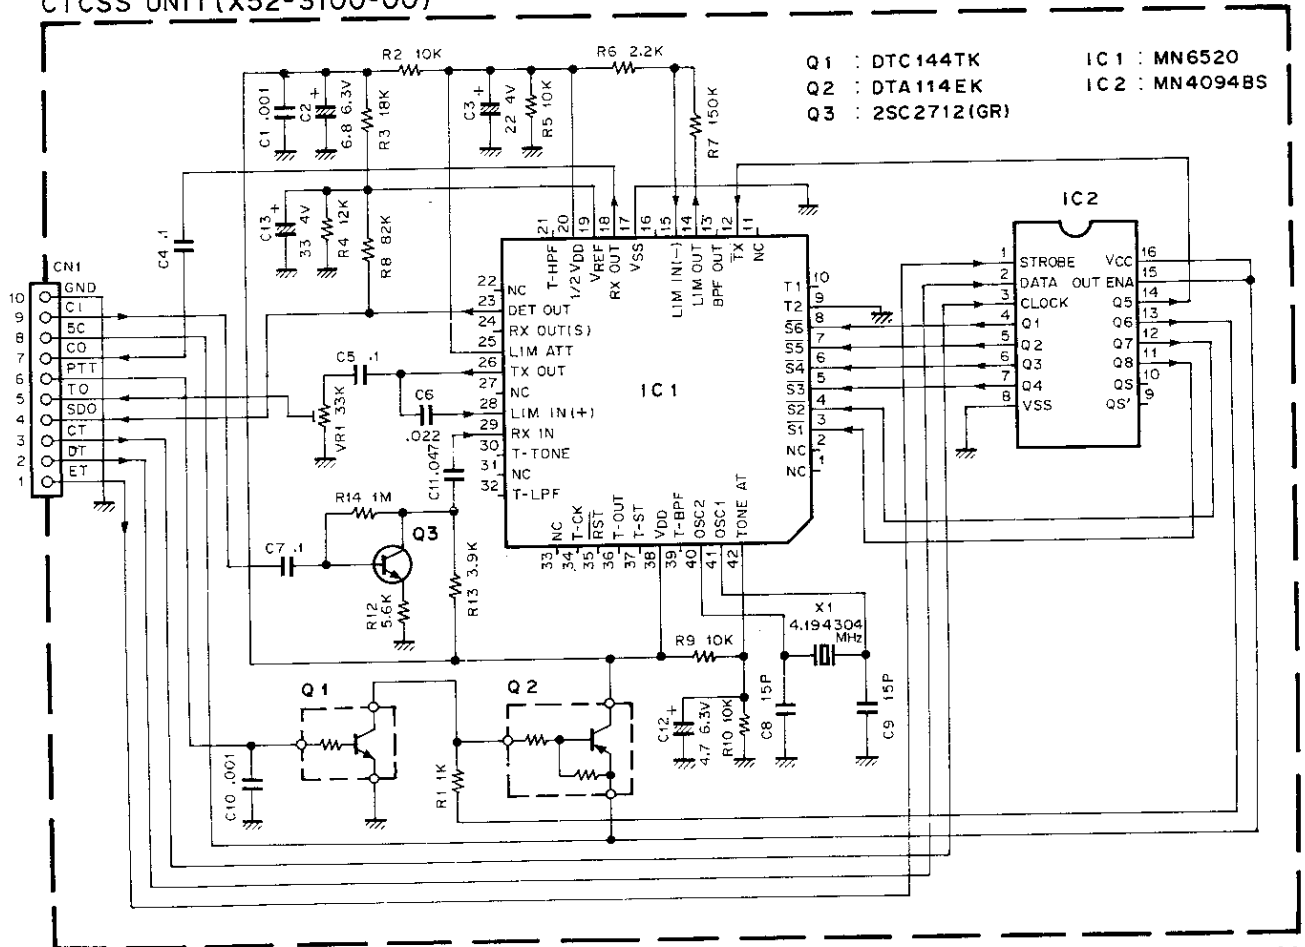 CTCSS UNIT (X52-3100-00)
Q1 : DTC144TK
Q2 : DTA114EK
Q3 : 2SC2712(GR)
IC1 : MN6520
IC2 : MN4094BS
R2 10K
R6 2.2K
C1 .001
C2 + 6.8 6.3V
R3 18K
C3 + 22 4V
R5 10K
R7 150K
C13 + 33 4V
R4 12K
R8 82K
C4 .1
CN1
10 GND
9 CI
8 5C
7 CO
6 PTT
5 TO
4 SDO
3 CT
2 DT
1 ET
C5 .1
VR1 33K
C6 .022
C11 .047
R14 1M
Q3
C7 .1
R12 5.6K
R13 3.9K
IC1
21 T-HPF
20 1/2 VDD
19 VREF
18 RX OUT
17 VSS
16
15 LIM IN(-)
14 LIM OUT
13 BPF OUT
12 TX
11 NC
22 NC
23 DET OUT
24 RX OUT(S)
25 LIM ATT
26 TX OUT
27 NC
28 LIM IN(+)
29 RX IN
30 T-TONE
31 NC
32 T-LPF
33 NC
34 T-CK
35 RST
36 T-OUT
37 T-ST
38 VDD
39 T-BPF
40 OSC2
41 OSC1
42 TONE AT
T1 10
T2 9
S6 8
S5 7
S4 6
S3 5
S2 4
S1 3
NC 2
NC 1
IC2
1 STROBE
2 DATA
3 CLOCK
4 Q1
5 Q2
6 Q3
7 Q4
8 VSS
VCC 16
OUT ENA 15
Q5 14
Q6 13
Q7 12
Q8 11
QS 10
QS' 9
X1
4.194304
MHz
R9 10K
C12 + 4.7 6.3V
R10 10K
C8 15P
C9 15P
Q1
Q2
C10 .001
R1 1K